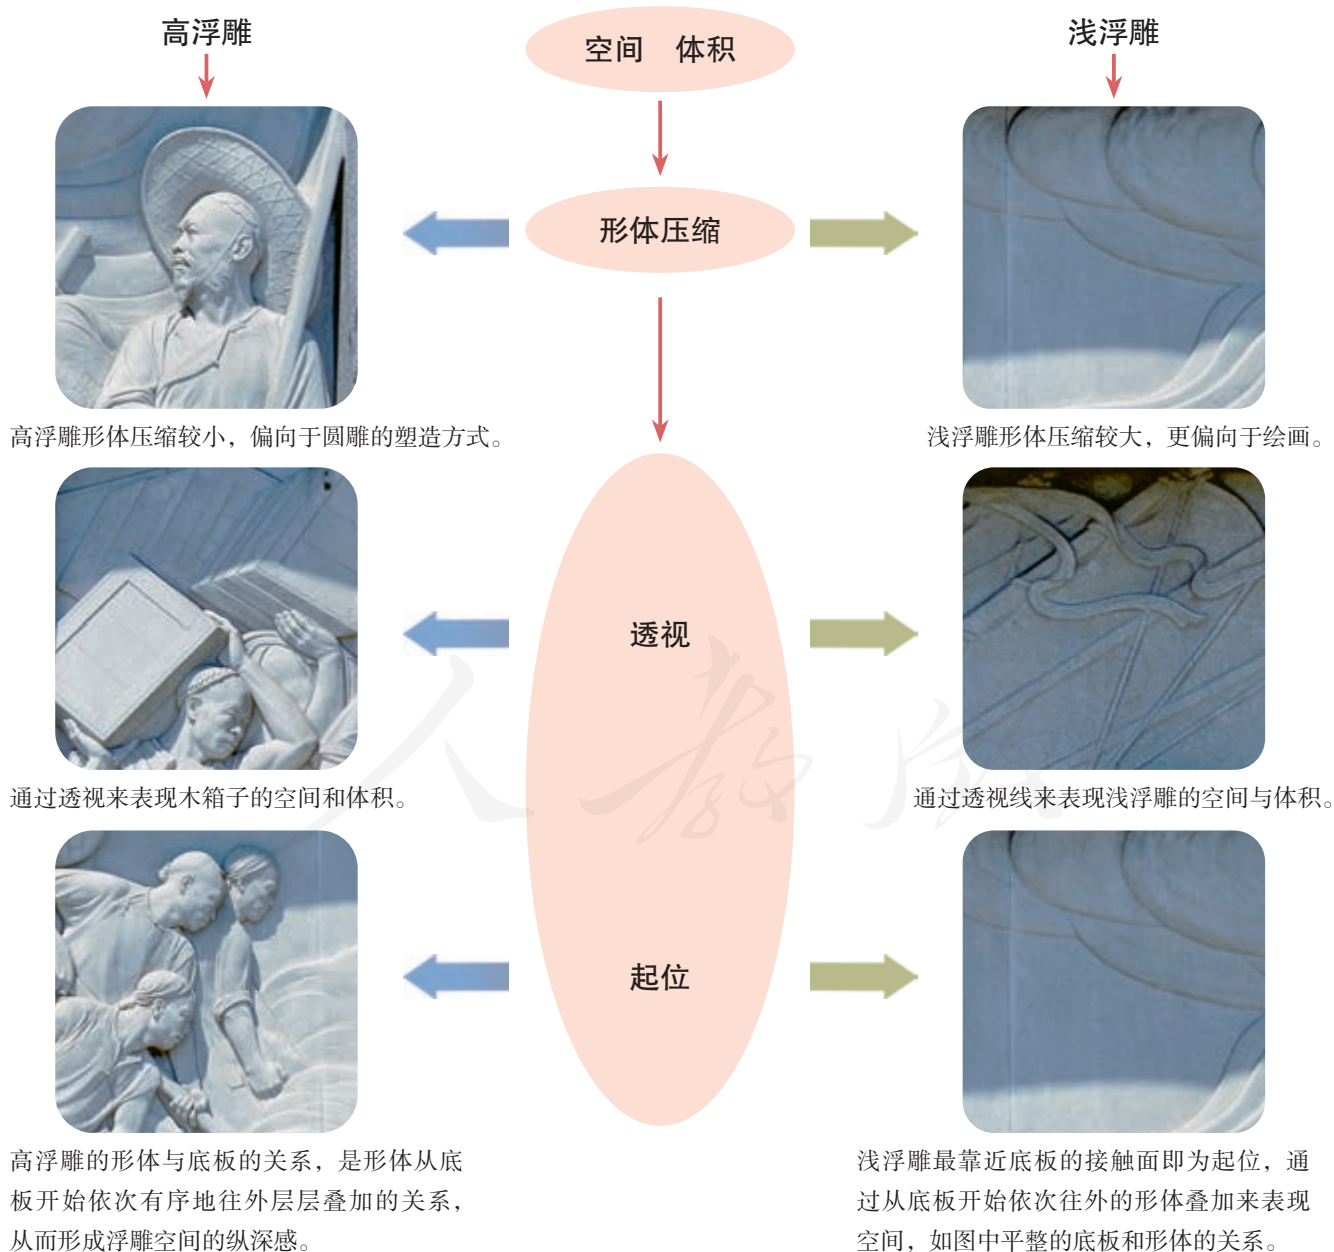 高浮雕
空间 体积
浅浮雕
形体压缩
高浮雕形体压缩较小，偏向于圆雕的塑造方式。
浅浮雕形体压缩较大，更偏向于绘画。
透视
通过透视来表现木箱子的空间和体积。
通过透视线来表现浅浮雕的空间与体积。
起位
高浮雕的形体与底板的关系，是形体从底
板开始依次有序地往外层层叠加的关系，
从而形成浮雕空间的纵深感。
浅浮雕最靠近底板的接触面即为起位，通
过从底板开始依次往外的形体叠加来表现
空间，如图中平整的底板和形体的关系。
人教版